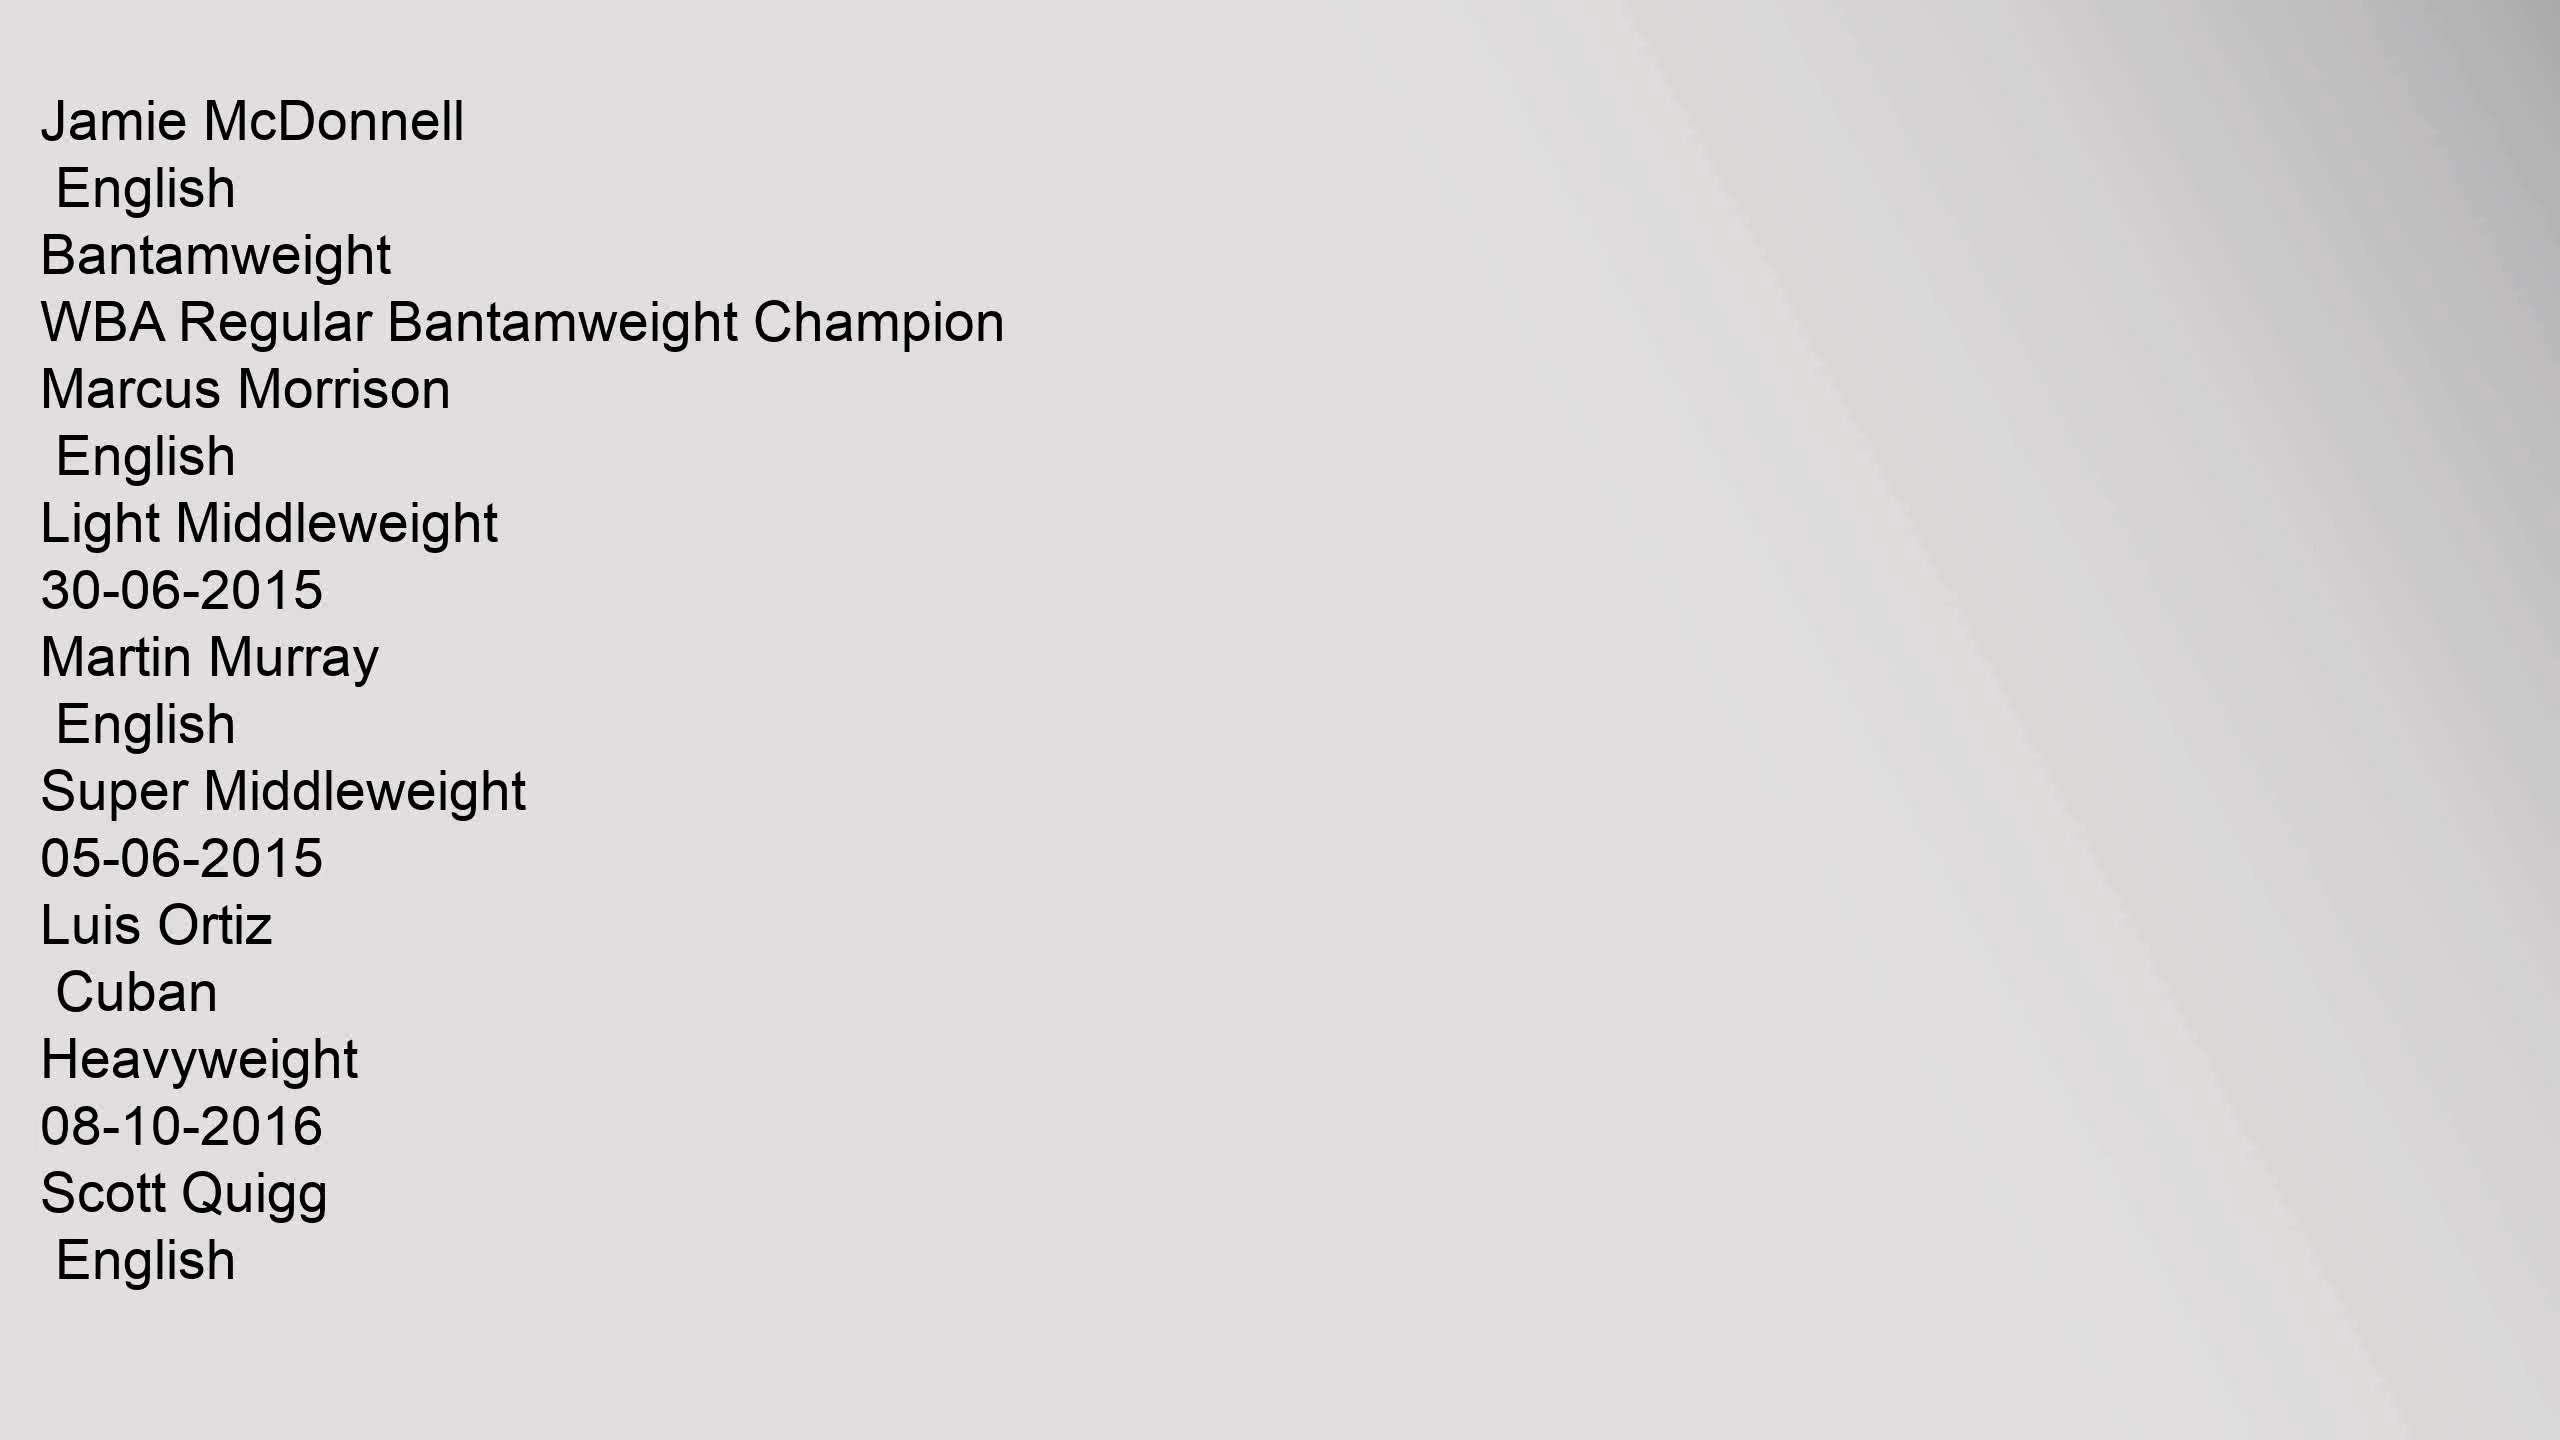 Jamie McDonnell
English
Bantamweight
WBA Regular Bantamweight Champion
Marcus Morrison
English
Light Middleweight
30-06-2015
Martin Murray
English
Super Middleweight
05-06-2015
Luis Ortiz
Cuban
Heavyweight
08-10-2016
Scott Quigg
English